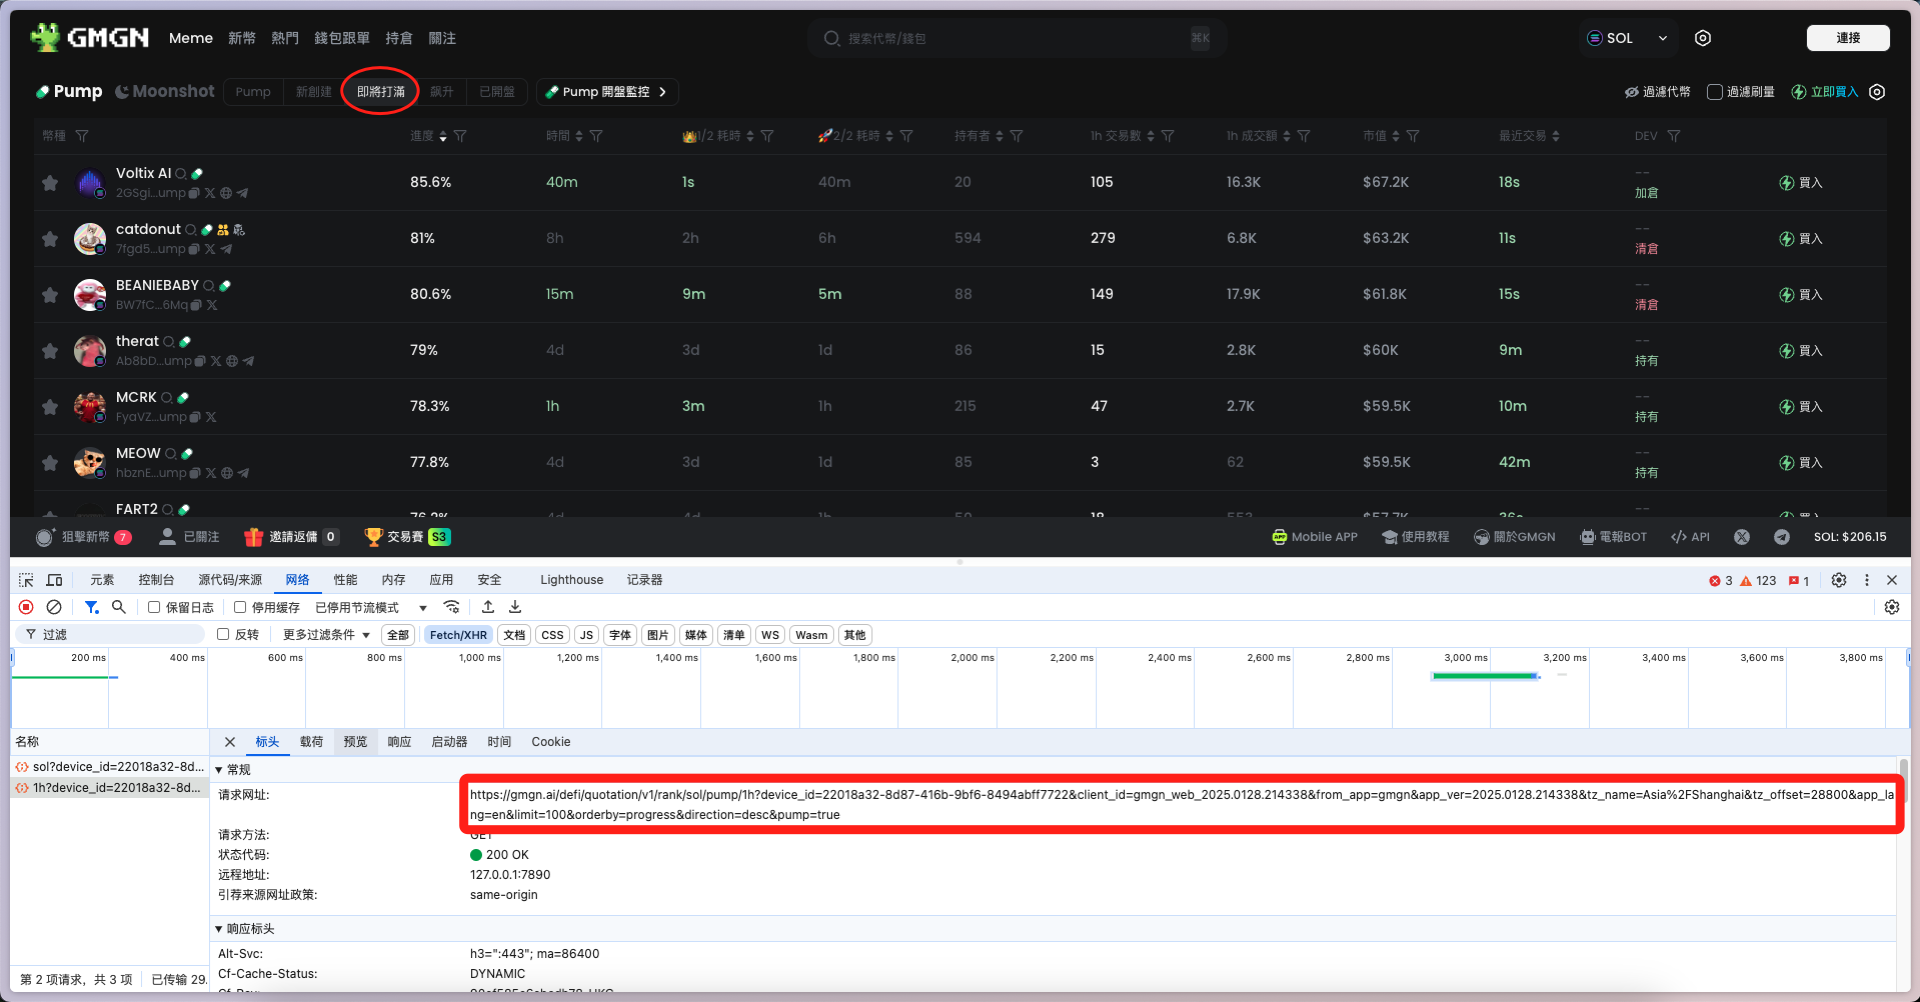 GMGN Meme 新幣 熱門 錢包跟單 持倉 關注 搜索代幣/錢包 ⌘K SOL 連接
Pump Moonshot Pump 新創建 即將打滿 飆升 已開盤 Pump 開盤監控 過濾代幣 過濾刷量 立即買入
幣種 進度 時間 1/2 耗時 2/2 耗時 持有者 1h 交易數 1h 成交額 市值 最近交易 DEV
Voltix AI
2GSgi...ump
85.6% 40m 1s 40m 20 105 16.3K $67.2K 18s -- 加倉 買入
catdonut
7fgd5...ump
81% 8h 2h 6h 594 279 6.8K $63.2K 11s -- 清倉 買入
BEANIEBABY
BW7fC...6Mq
80.6% 15m 9m 5m 88 149 17.9K $61.8K 15s -- 清倉 買入
therat
Ab8bD...ump
79% 4d 3d 1d 86 15 2.8K $60K 9m -- 持有 買入
MCRK
FyaVZ...ump
78.3% 1h 3m 1h 215 47 2.7K $59.5K 10m -- 持有 買入
MEOW
hbznE...ump
77.8% 4d 3d 1d 85 3 62 $59.5K 42m -- 持有 買入
FART2
狙擊新幣 7 已關注 邀請返傭 0 交易賽 S3 Mobile APP 使用教程 關於GMGN 電報BOT API SOL: $206.15
元素 控制台 源代码/来源 网络 性能 内存 应用 安全 Lighthouse 记录器 3 123 1
保留日志 停用缓存 已停用节流模式
过滤 反转 更多过滤条件 全部 Fetch/XHR 文档 CSS JS 字体 图片 媒体 清单 WS Wasm 其他
200 ms 400 ms 600 ms 800 ms 1,000 ms 1,200 ms 1,400 ms 1,600 ms 1,800 ms 2,000 ms 2,200 ms 2,400 ms 2,600 ms 2,800 ms 3,000 ms 3,200 ms 3,400 ms 3,600 ms 3,800 ms
名称 标头 载荷 预览 响应 启动器 时间 Cookie
sol?device_id=22018a32-8d...
1h?device_id=22018a32-8d...
常规
请求网址: https://gmgn.ai/defi/quotation/v1/rank/sol/pump/1h?device_id=22018a32-8d87-416b-9bf6-8494abff7722&client_id=gmgn_web_2025.0128.214338&from_app=gmgn&app_ver=2025.0128.214338&tz_name=Asia%2FShanghai&tz_offset=28800&app_la
ng=en&limit=100&orderby=progress&direction=desc&pump=true
请求方法: GET
状态代码: 200 OK
远程地址: 127.0.0.1:7890
引荐来源网址政策: same-origin
响应标头
Alt-Svc: h3=":443"; ma=86400
Cf-Cache-Status: DYNAMIC
第 2 项请求，共 3 项 已传输 29.